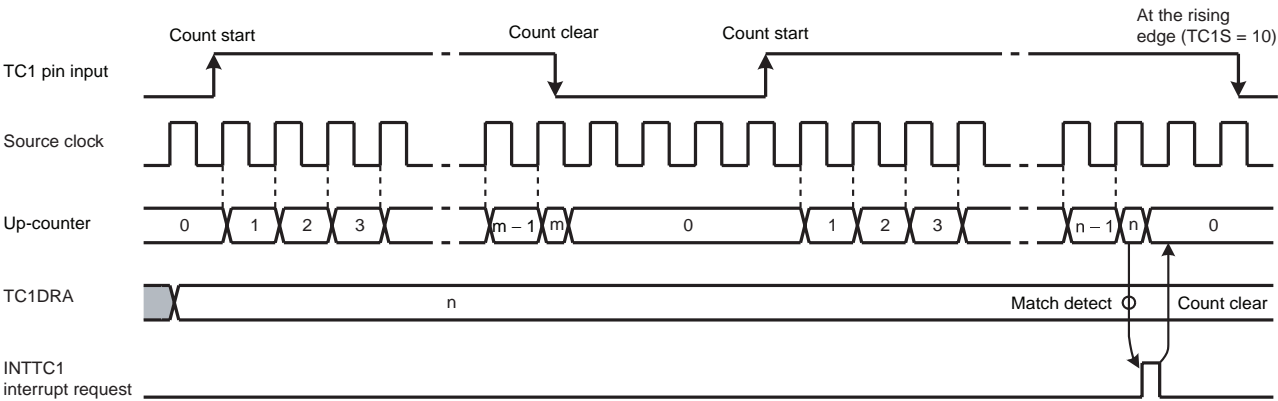 At the rising
edge (TC1S = 10)
Count start
Count clear
Count start
TC1 pin input
Source clock
Up-counter
0 1 2 3 m – 1 m 0 1 2 3 n – 1 n 0
TC1DRA
n
Match detect
Count clear
INTTC1
interrupt request